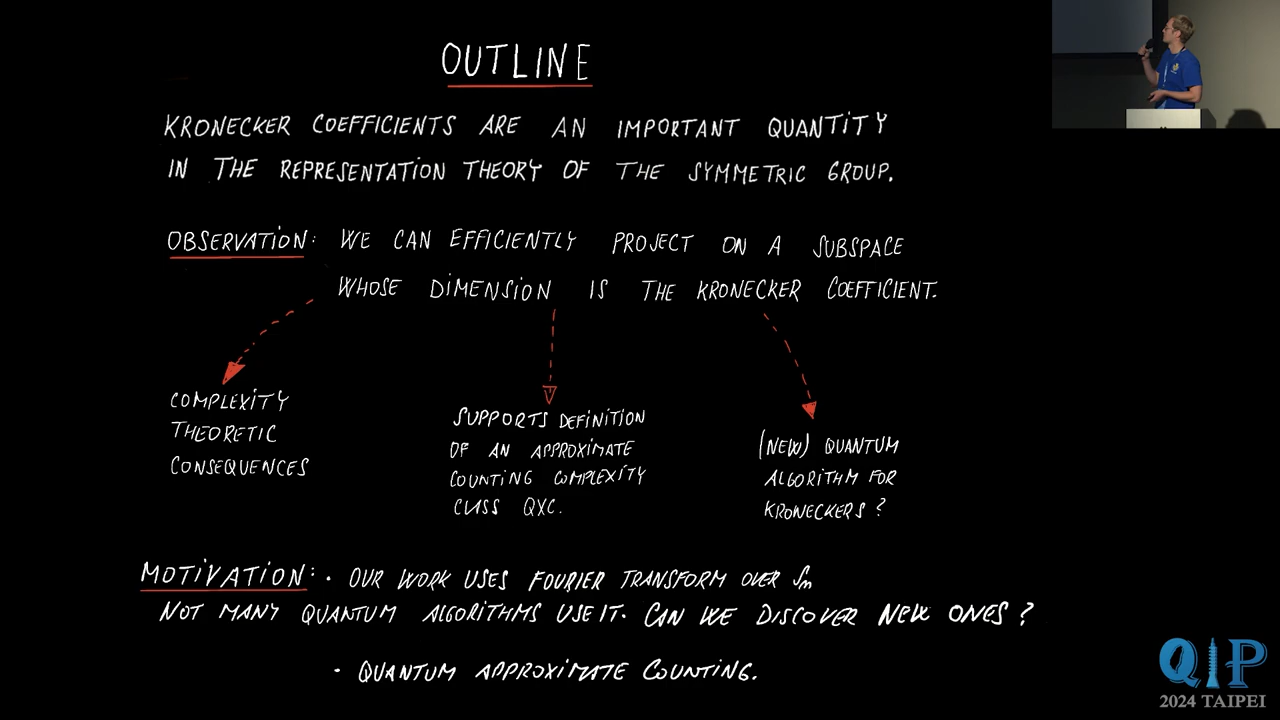 OUTLINE
KRONECKER COEFFICIENTS ARE AN IMPORTANT QUANTITY
IN THE REPRESENTATION THEORY OF THE SYMMETRIC GROUP.
OBSERVATION: WE CAN EFFICIENTLY PROJECT ON A SUBSPACE
WHOSE DIMENSION IS THE KRONECKER COEFFICIENT.
COMPLEXITY
THEORETIC
CONSEQUENCES
SUPPORTS DEFINITION
OF AN APPROXIMATE
COUNTING COMPLEXITY
CLASS QXC.
(NEW) QUANTUM
ALGORITHM FOR
KRONECKERS?
MOTIVATION: • OUR WORK USES FOURIER TRANSFORM OVER Sn
NOT MANY QUANTUM ALGORITHMS USE IT. CAN WE DISCOVER NEW ONES?
• QUANTUM APPROXIMATE COUNTING.
QIP
2024 TAIPEI